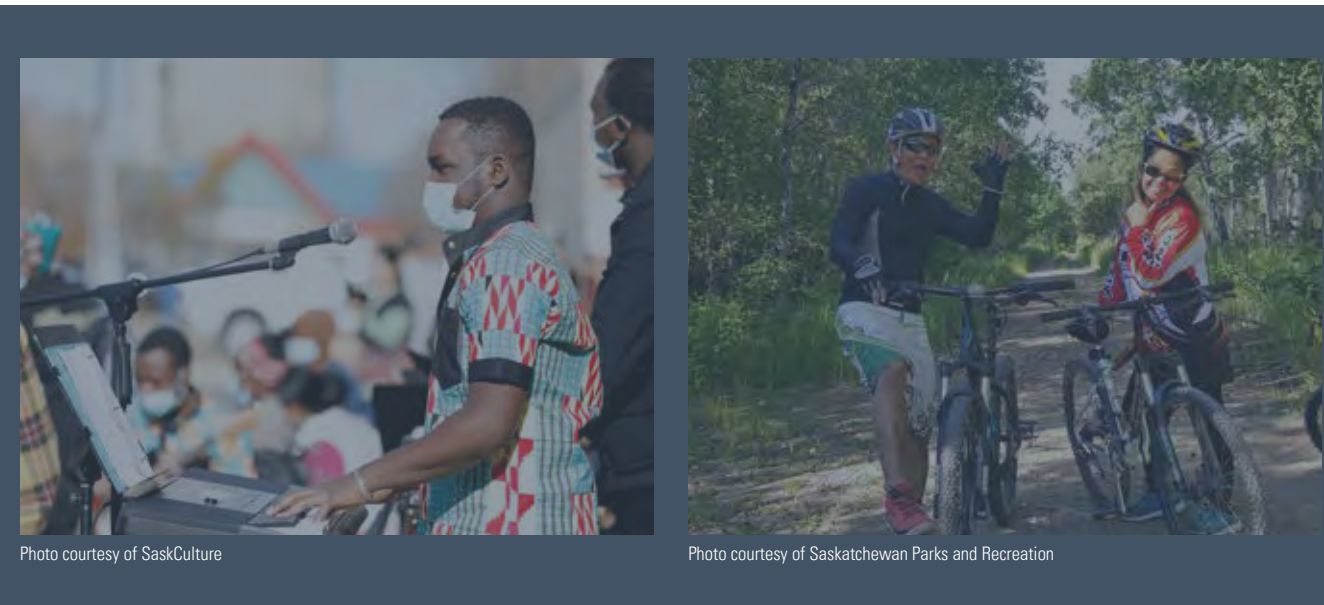 Photo courtesy of SaskCulture
Photo courtesy of Saskatchewan Parks and Recreation